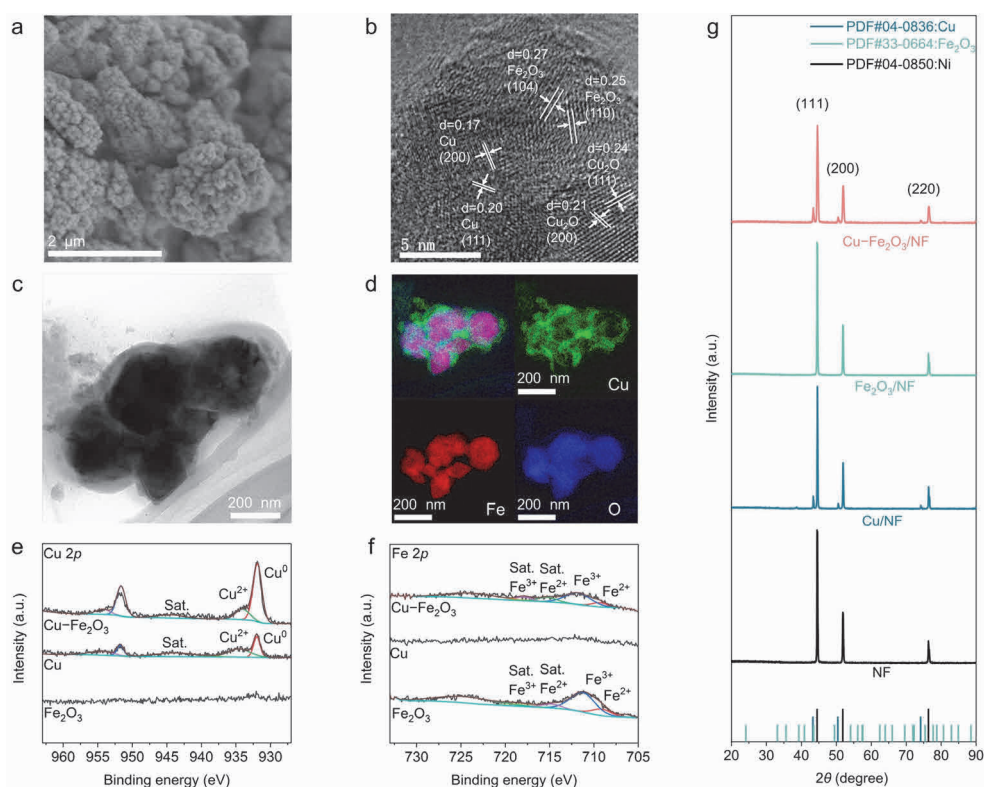 a
2 μm
b
d=0.27
Fe₂O₃
(104)
d=0.25
Fe₂O₃
(110)
d=0.17
Cu
(200)
d=0.24
Cu₂O
(111)
d=0.20
Cu
(111)
d=0.21
Cu₂O
(200)
5 nm
c
200 nm
d
200 nm
Cu
200 nm
Fe
200 nm
O
e
Cu 2p
Cu⁰
Cu²⁺
Sat.
Cu−Fe₂O₃
Cu²⁺
Cu⁰
Sat.
Cu
Fe₂O₃
Intensity (a.u.)
960 955 950 945 940 935 930
Binding energy (eV)
f
Fe 2p
Sat. Sat.
Fe³⁺ Fe²⁺ Fe³⁺ Fe²⁺
Cu−Fe₂O₃
Cu
Sat. Sat.
Fe³⁺ Fe²⁺ Fe³⁺ Fe²⁺
Fe₂O₃
Intensity (a.u.)
730 725 720 715 710 705
Binding energy (eV)
g
PDF#04-0836:Cu
PDF#33-0664:Fe₂O₃
PDF#04-0850:Ni
(111)
(200)
(220)
Cu−Fe₂O₃/NF
Fe₂O₃/NF
Cu/NF
NF
Intensity (a.u.)
20 30 40 50 60 70 80 90
2θ (degree)